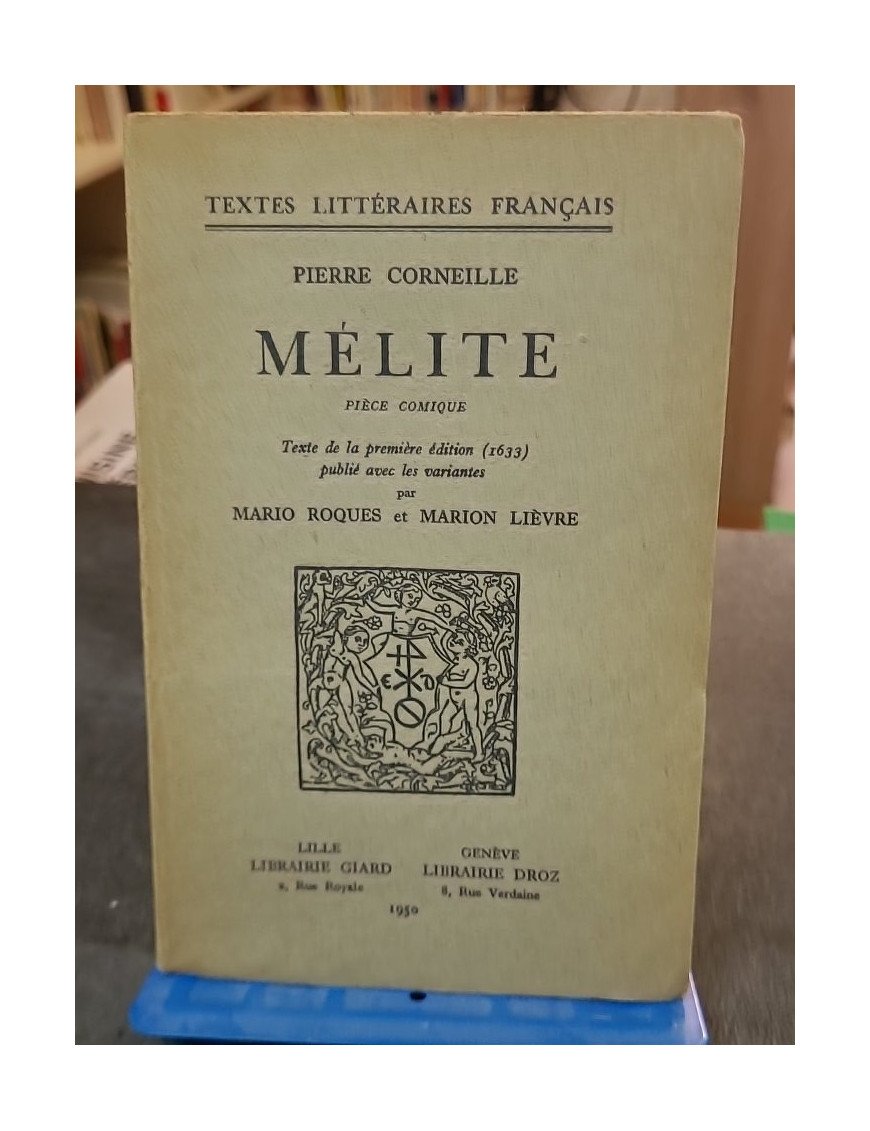 TEXTES LITTÉRAIRES FRANÇAIS
PIERRE CORNEILLE
MÉLITE
PIÈCE COMIQUE
Texte de la première édition (1633)
publié avec les variantes
par
MARIO ROQUES et MARION LIÈVRE
LILLE
LIBRAIRIE GIARD
2, Rue Royale
GENÈVE
LIBRAIRIE DROZ
8, Rue Verdaine
1950